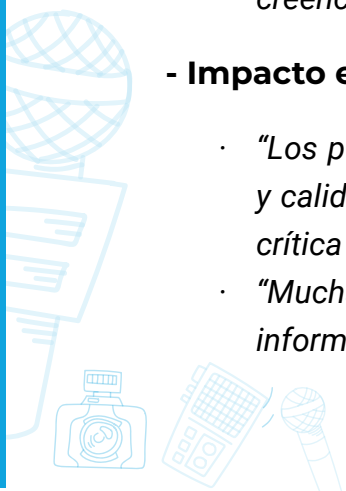 creenc
- Impacto e
· “Los p
y calid
crítica
· “Much
inform